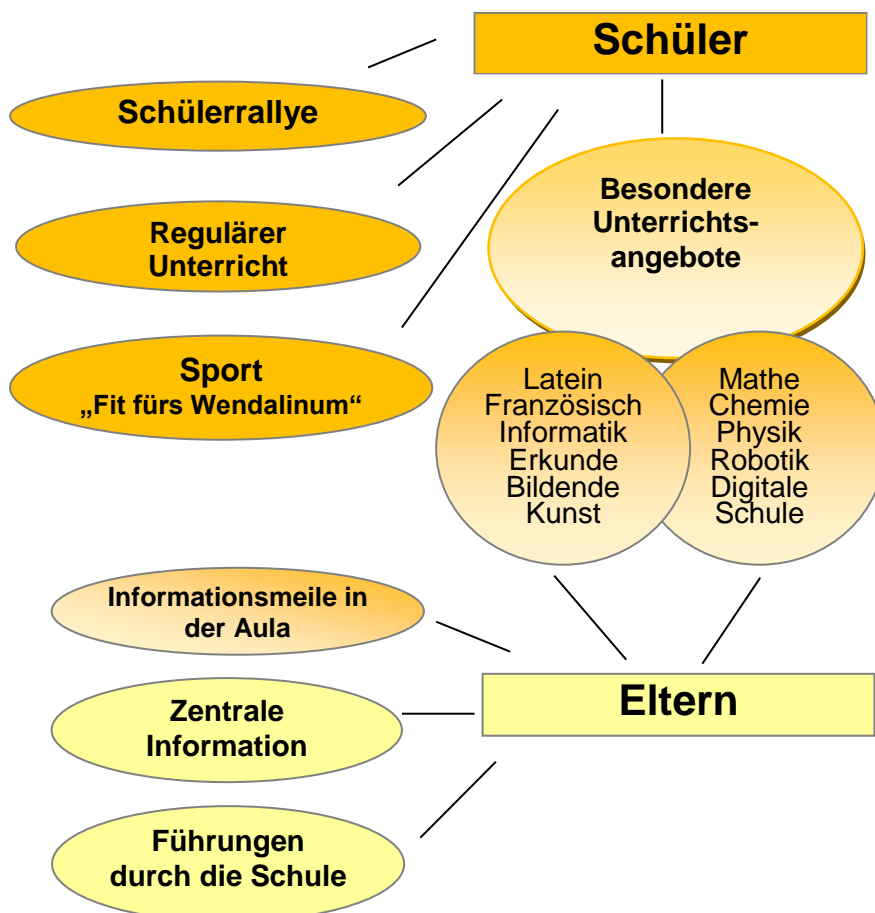 Schüler
Schülerrallye
Besondere
Unterrichts-
angebote
Regulärer
Unterricht
Sport
„Fit fürs Wendalinum“
Latein
Französisch
Informatik
Erkunde
Bildende
Kunst
Mathe
Chemie
Physik
Robotik
Digitale
Schule
Informationsmeile in
der Aula
Eltern
Zentrale
Information
Führungen
durch die Schule